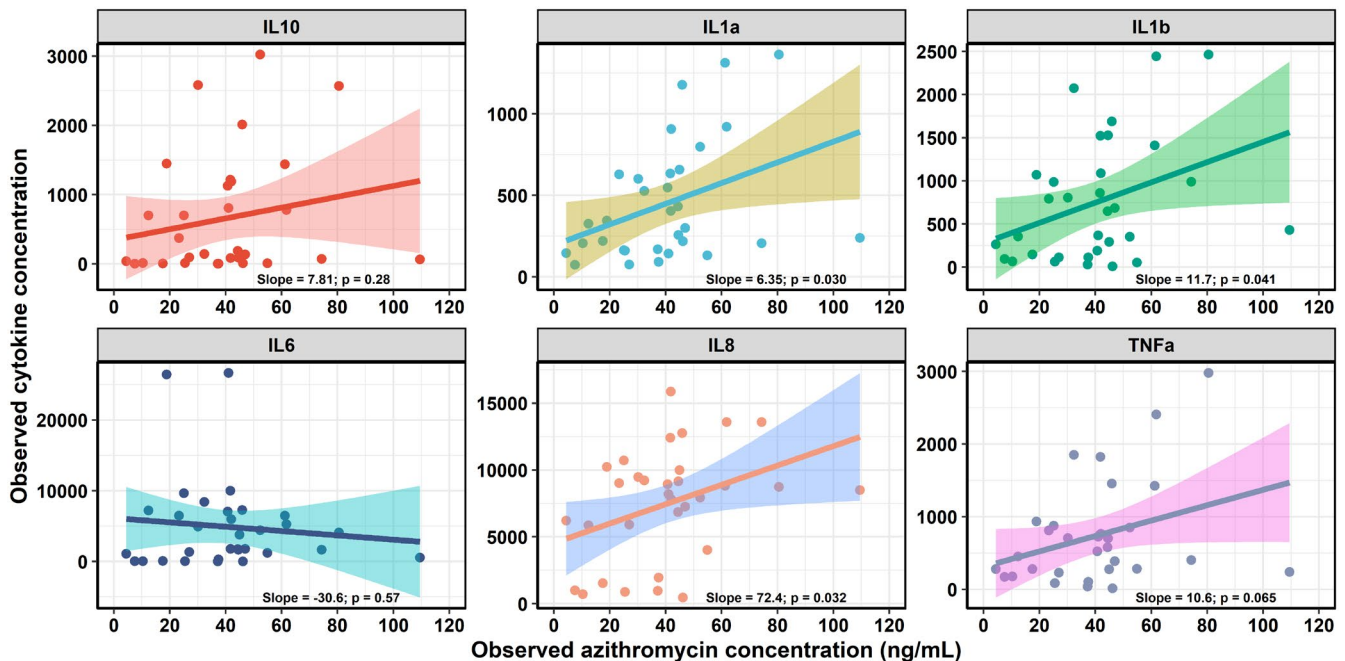 IL10
IL1a
IL1b
Observed cytokine concentration
3000
2000
1000
0
0 20 40 60 80 100 120
Slope = 7.81; p = 0.28
1000
500
0
0 20 40 60 80 100 120
Slope = 6.35; p = 0.030
2500
2000
1500
1000
500
0
0 20 40 60 80 100 120
Slope = 11.7; p = 0.041
IL6
IL8
TNFa
20000
10000
0
0 20 40 60 80 100 120
Slope = -30.6; p = 0.57
15000
10000
5000
0
0 20 40 60 80 100 120
Slope = 72.4; p = 0.032
3000
2000
1000
0
0 20 40 60 80 100 120
Slope = 10.6; p = 0.065
Observed azithromycin concentration (ng/mL)